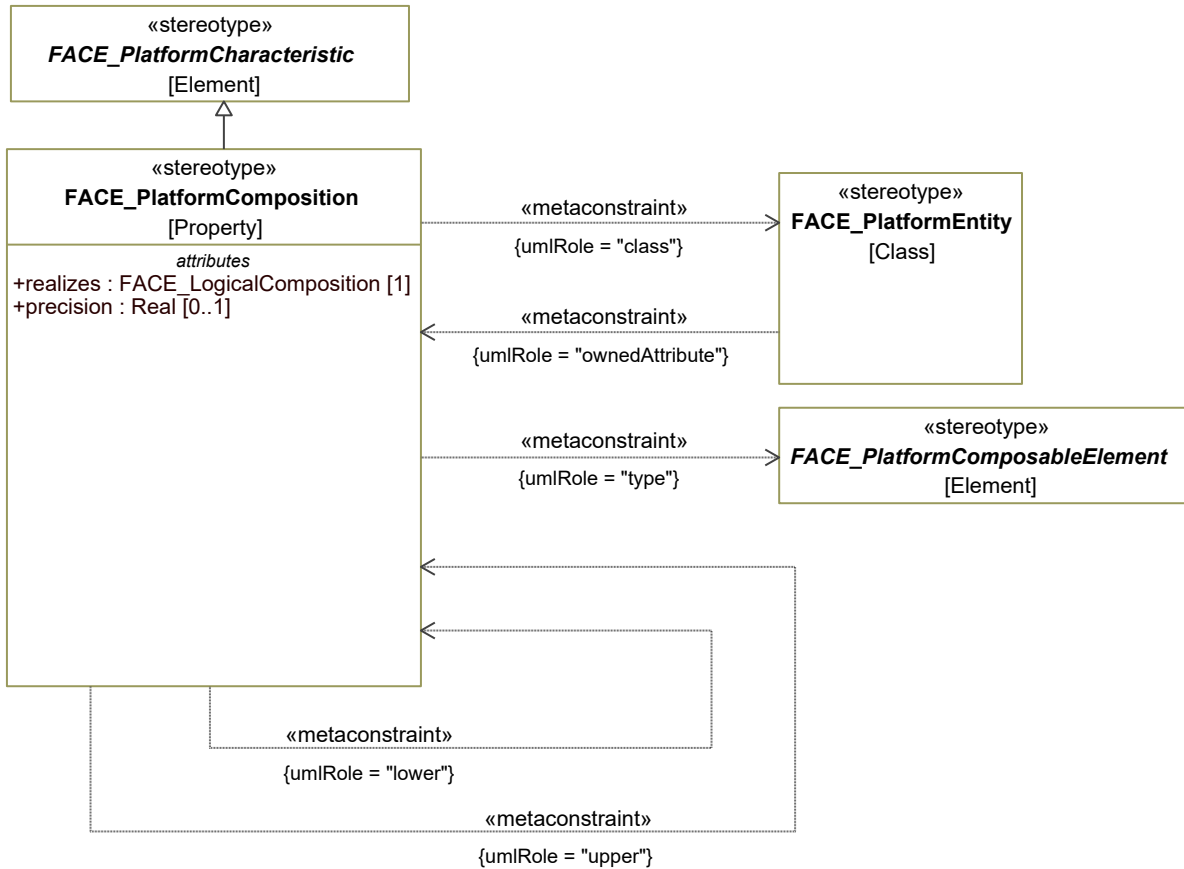 «stereotype»
FACE_PlatformCharacteristic
[Element]
«stereotype»
FACE_PlatformComposition
[Property]
attributes
+realizes : FACE_LogicalComposition [1]
+precision : Real [0..1]
«metaconstraint»
{umlRole = "class"}
«stereotype»
FACE_PlatformEntity
[Class]
«metaconstraint»
{umlRole = "ownedAttribute"}
«metaconstraint»
{umlRole = "type"}
«stereotype»
FACE_PlatformComposableElement
[Element]
«metaconstraint»
{umlRole = "lower"}
«metaconstraint»
{umlRole = "upper"}